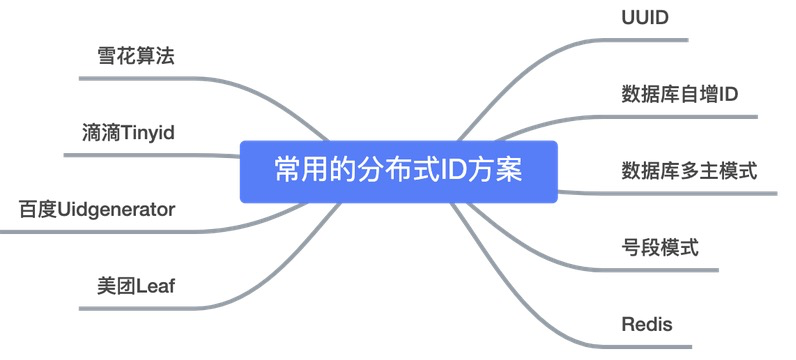 常用的分布式ID方案
UUID
数据库自增ID
数据库多主模式
号段模式
Redis
雪花算法
滴滴Tinyid
百度Uidgenerator
美团Leaf